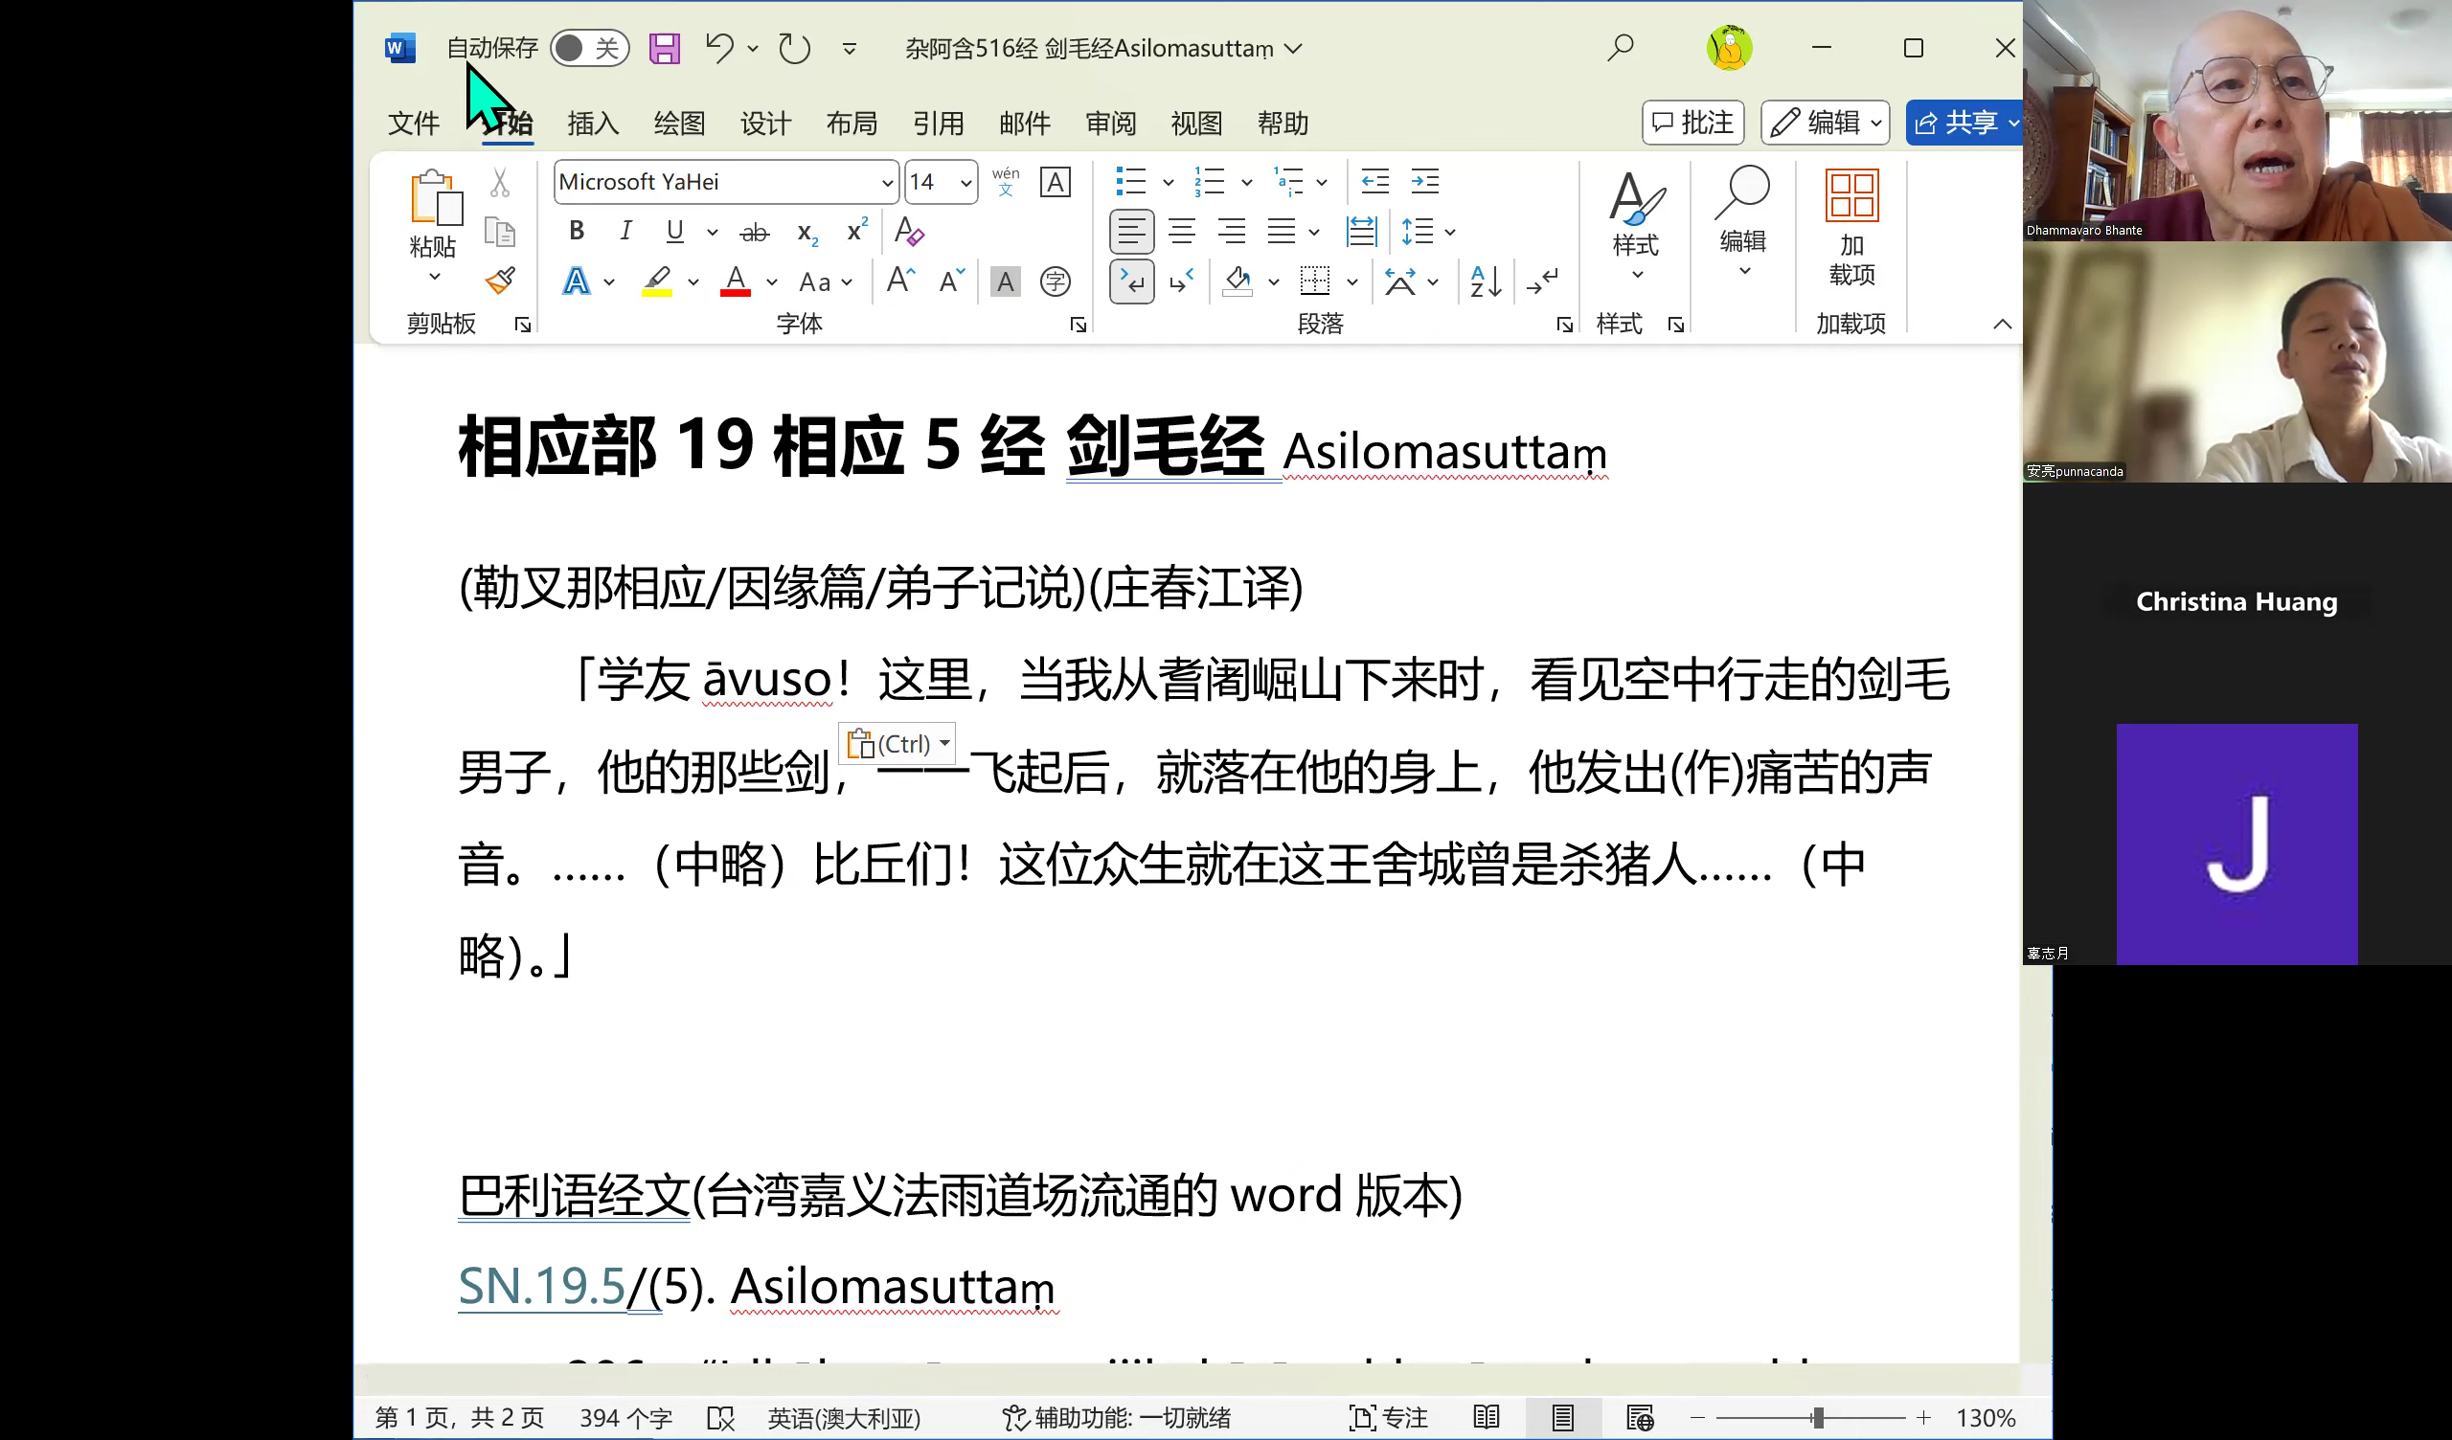 自动保存 关 杂阿含516经 剑毛经Asilomasuttaṃ
文件 开始 插入 绘图 设计 布局 引用 邮件 审阅 视图 帮助 批注 编辑 共享
粘贴 Microsoft YaHei 14 wén 文 A
B I U ab x₂ x² A
A A Aa A A A 字 A Z
样式 编辑 加载项
剪贴板 字体 段落 样式 加载项
相应部 19 相应 5 经 剑毛经 Asilomasuttaṃ
(勒叉那相应/因缘篇/弟子记说)(庄春江译)
「学友 āvuso！这里，当我从耆阇崛山下来时，看见空中行走的剑毛
男子，他的那些剑，一一飞起后，就落在他的身上，他发出(作)痛苦的声
(Ctrl)
音。……（中略）比丘们！这位众生就在这王舍城曾是杀猪人……（中
略）。」
巴利语经文(台湾嘉义法雨道场流通的 word 版本)
SN.19.5/(5). Asilomasuttaṃ
第 1 页，共 2 页 394 个字 英语(澳大利亚) 辅助功能: 一切就绪 专注 130%
Dhammavaro Bhante
安亮punnacanda
Christina Huang
J
辜志月